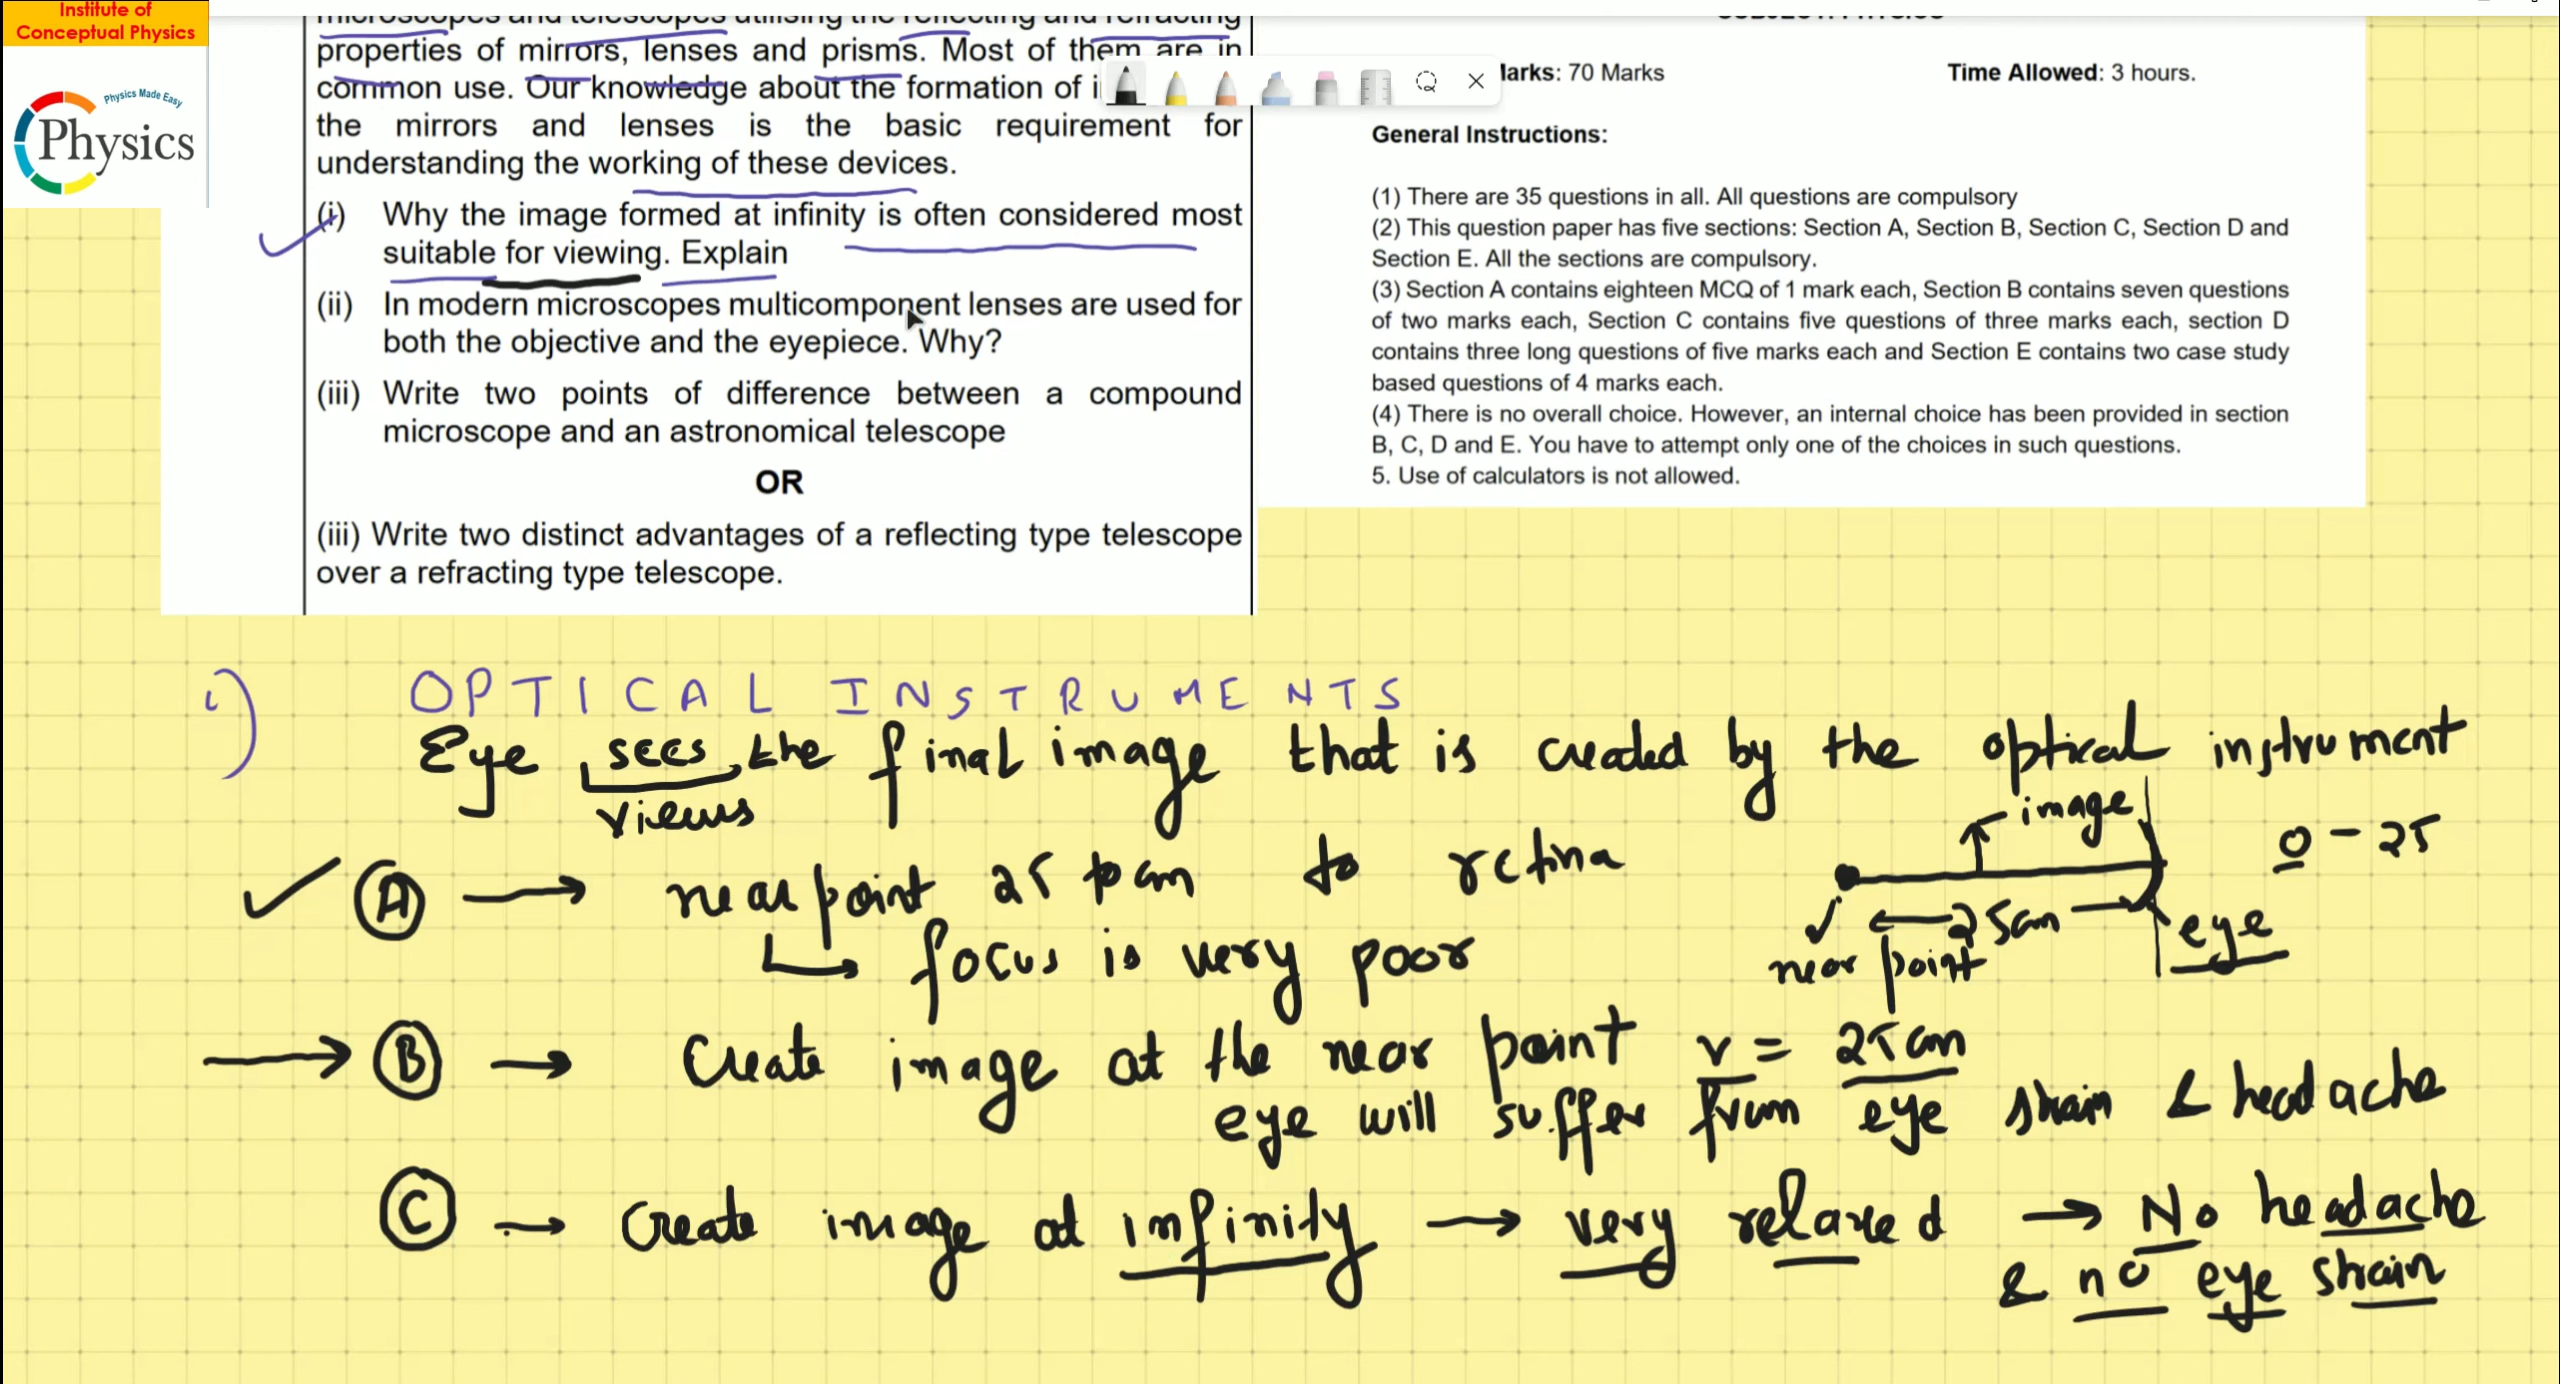 Institute of
Conceptual Physics
Physics Made Easy
Physics
microscopes and telescopes utilising the reflecting and refracting
properties of mirrors, lenses and prisms. Most of them are in
common use. Our knowledge about the formation of i
the mirrors and lenses is the basic requirement for
understanding the working of these devices.
(i) Why the image formed at infinity is often considered most
suitable for viewing. Explain
(ii) In modern microscopes multicomponent lenses are used for
both the objective and the eyepiece. Why?
(iii) Write two points of difference between a compound
microscope and an astronomical telescope
OR
(iii) Write two distinct advantages of a reflecting type telescope
over a refracting type telescope.
SUBJECT: PHYSICS
Marks: 70 Marks Time Allowed: 3 hours.
General Instructions:
(1) There are 35 questions in all. All questions are compulsory
(2) This question paper has five sections: Section A, Section B, Section C, Section D and
Section E. All the sections are compulsory.
(3) Section A contains eighteen MCQ of 1 mark each, Section B contains seven questions
of two marks each, Section C contains five questions of three marks each, section D
contains three long questions of five marks each and Section E contains two case study
based questions of 4 marks each.
(4) There is no overall choice. However, an internal choice has been provided in section
B, C, D and E. You have to attempt only one of the choices in such questions.
5. Use of calculators is not allowed.
i) OPTICAL INSTRUMENTS
Eye sees the final image that is created by the optical instrument
views
image
0 - 25
A → near point 25 cm to retina
25cm
eye
near point
focus is very poor
→ B → Create image at the near point v = 25 cm
eye will suffer from eye strain & headache
C → Create image at infinity → very relaxed → No headache
& no eye strain